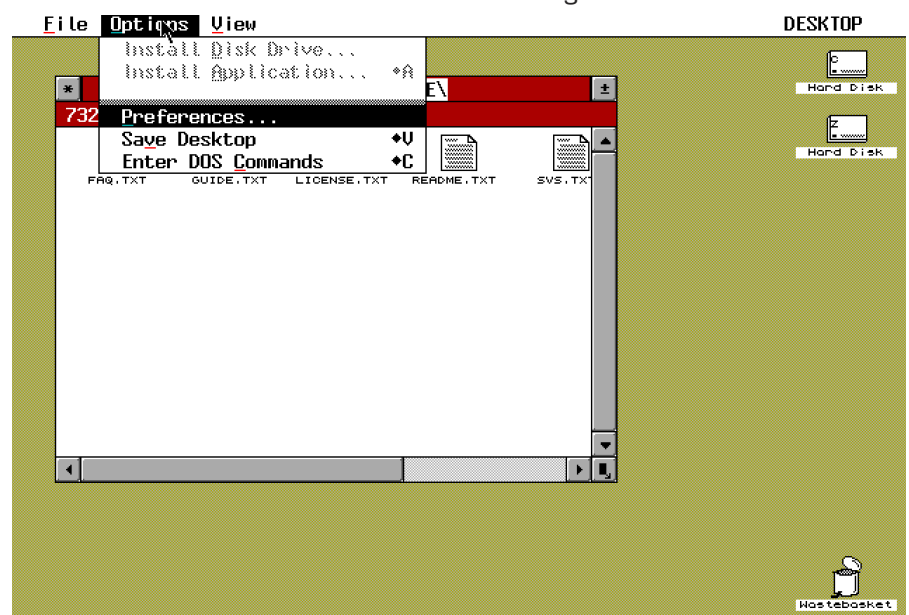 File Options View DESKTOP
Install Disk Drive...
Install Application... ◆A
Preferences...
Save Desktop ◆V
Enter DOS Commands ◆C
E\
732
FAQ.TXT GUIDE.TXT LICENSE.TXT README.TXT SVS.TXT
C
Hard Disk
Z
Hard Disk
Wastebasket